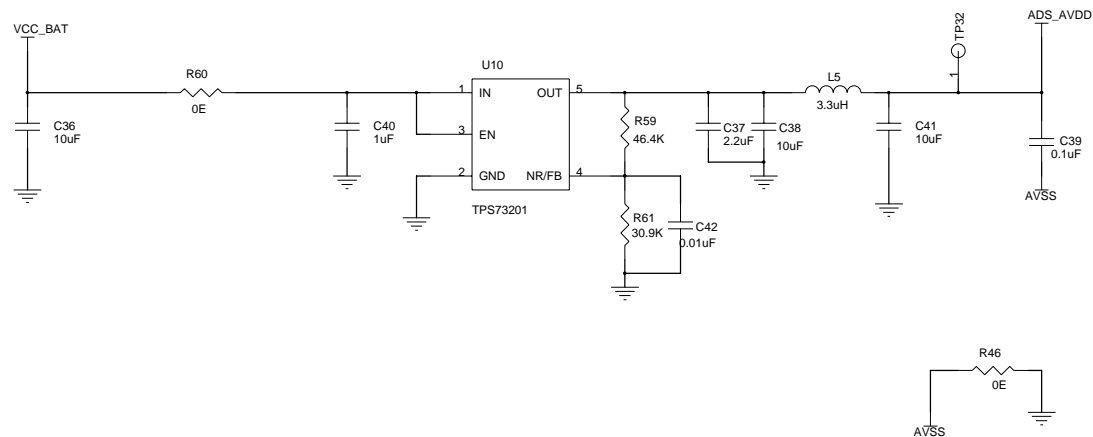 VCC_BAT
ADS_AVDD
TP32
1
R60
0E
U10
L5
3.3uH
1 IN OUT 5
3 EN
2 GND NR/FB 4
TPS73201
C36
10uF
C40
1uF
R59
46.4K
C37
2.2uF
C38
10uF
C41
10uF
C39
0.1uF
AVSS
R61
30.9K
C42
0.01uF
R46
0E
AVSS